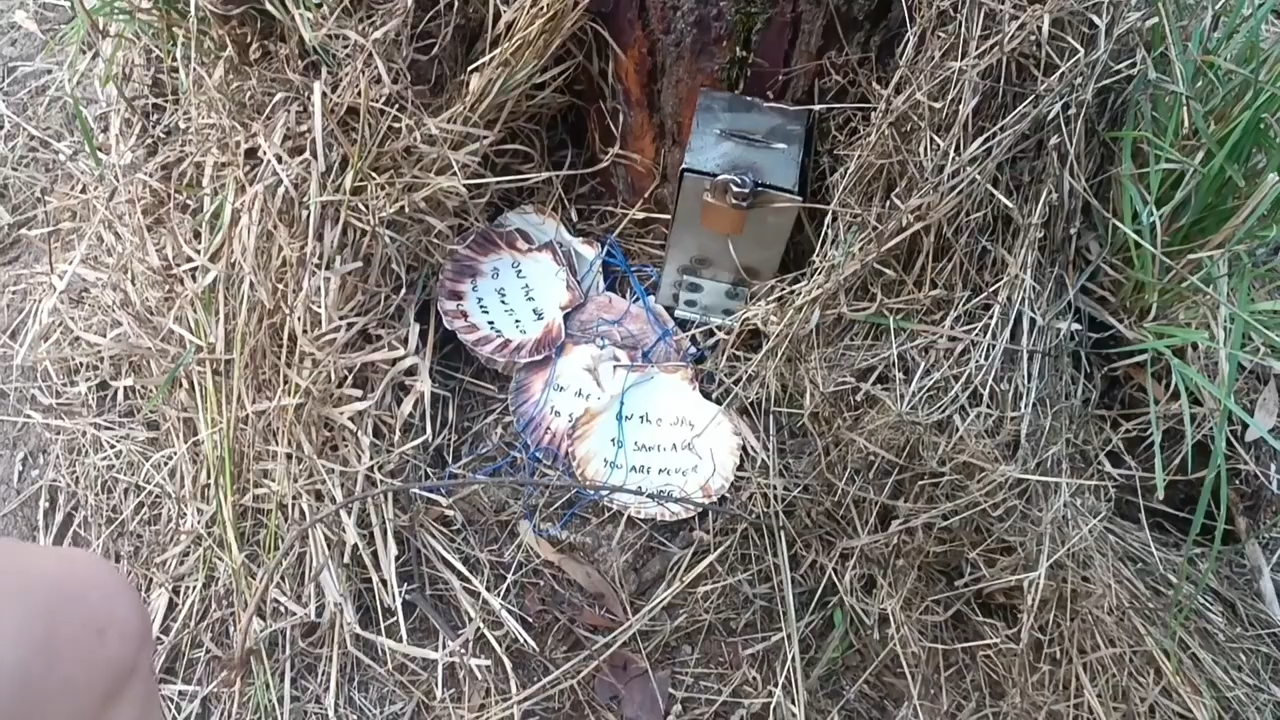 ON THE WAY
TO SANTIAGO
YOU ARE
ON THE
TO S
ON THE WAY
TO SANTIAGO
YOU ARE NEVER